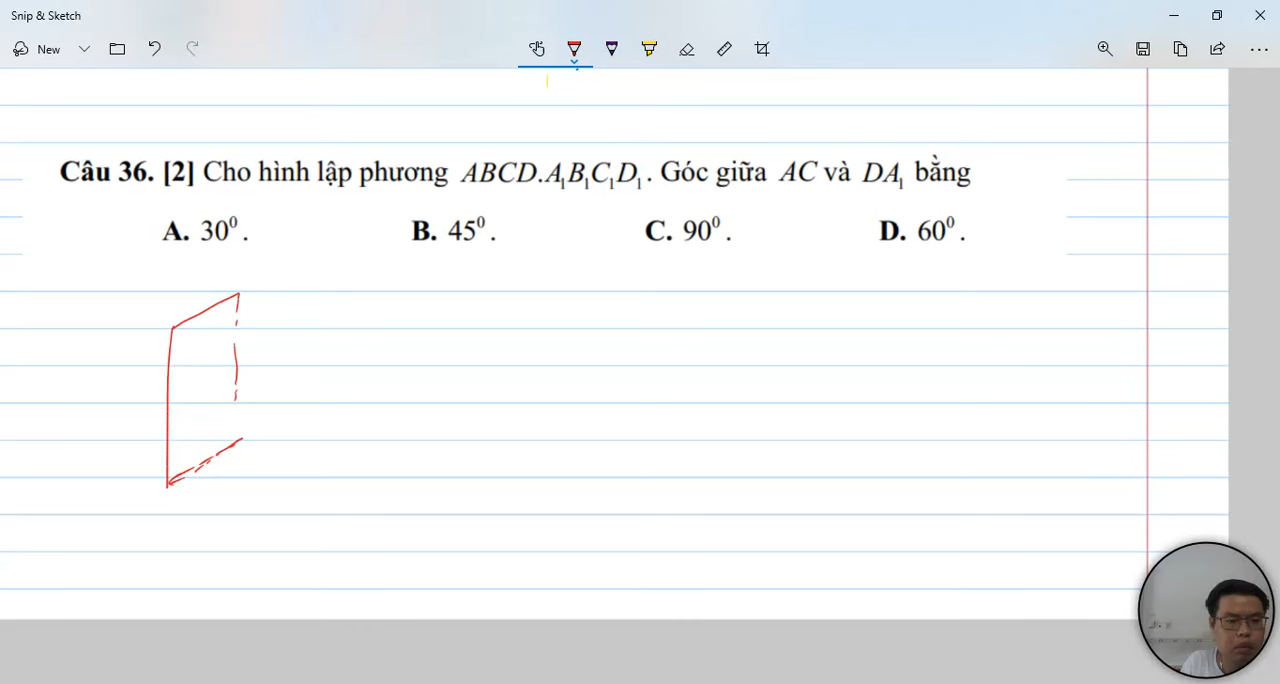 Snip & Sketch
New
Câu 36. [2] Cho hình lập phương ABCD.A₁B₁C₁D₁. Góc giữa AC và DA₁ bằng
A. 30⁰. B. 45⁰. C. 90⁰. D. 60⁰.